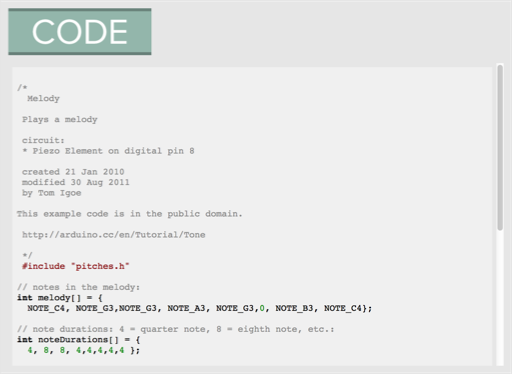 CODE
/*
Melody
Plays a melody
circuit:
* Piezo Element on digital pin 8
created 21 Jan 2010
modified 30 Aug 2011
by Tom Igoe
This example code is in the public domain.
http://arduino.cc/en/Tutorial/Tone
*/
#include "pitches.h"
// notes in the melody:
int melody[] = {
NOTE_C4, NOTE_G3,NOTE_G3, NOTE_A3, NOTE_G3,0, NOTE_B3, NOTE_C4};
// note durations: 4 = quarter note, 8 = eighth note, etc.:
int noteDurations[] = {
4, 8, 8, 4,4,4,4,4 };